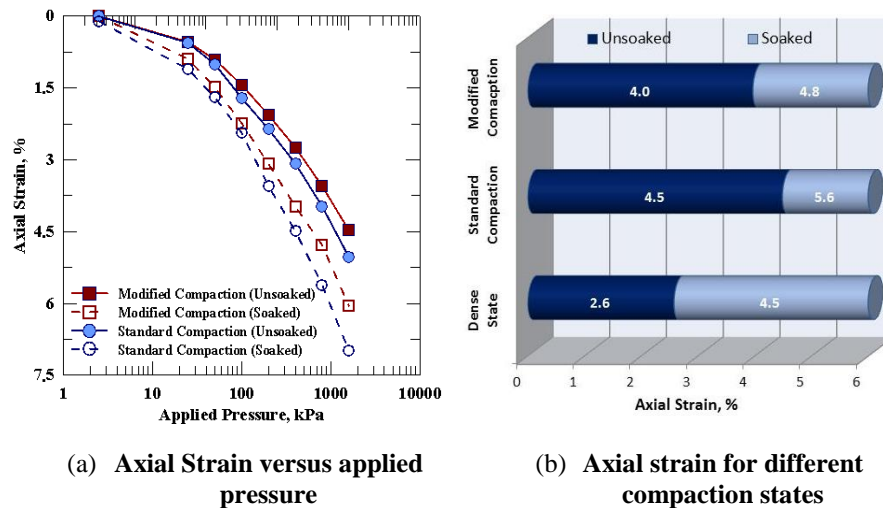 0
1.5
3
4.5
6
7.5
Axial Strain, %
Modified Compaction (Unsoaked)
Modified Compaction (Soaked)
Standard Compaction (Unsoaked)
Standard Compaction (Soaked)
1 10 100 1000 10000
Applied Pressure, kPa
(a) Axial Strain versus applied
pressure
Unsoaked Soaked
Modified
Comacption
4.0 4.8
Standard
Compaction
4.5 5.6
Dense
State
2.6 4.5
0 1 2 3 4 5 6
Axial Strain, %
(b) Axial strain for different
compaction states